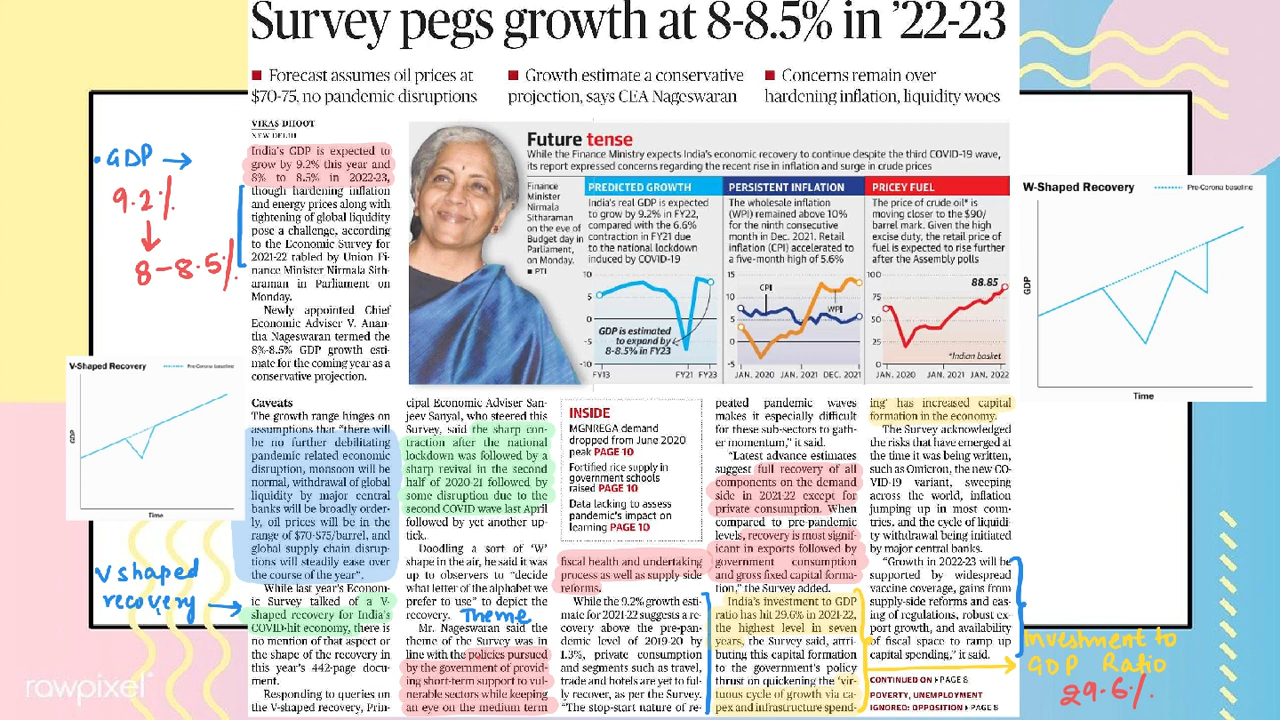 Survey pegs growth at 8-8.5% in ’22-23
■ Forecast assumes oil prices at
$70-75, no pandemic disruptions
■ Growth estimate a conservative
projection, says CEA Nageswaran
■ Concerns remain over
hardening inflation, liquidity woes
VIKAS DHOOT
NEW DELHI
India's GDP is expected to
grow by 9.2% this year and
8% to 8.5% in 2022-23,
though hardening inflation
and energy prices along with
tightening of global liquidity
pose a challenge, according
to the Economic Survey for
2021-22 tabled by Union Fi-
nance Minister Nirmala Sith-
araman in Parliament on
Monday.
Newly appointed Chief
Economic Adviser V. Anan-
tha Nageswaran termed the
8%-8.5% GDP growth esti-
mate for the coming year as a
conservative projection.
Caveats
The growth range hinges on
assumptions that “there will
be no further debilitating
pandemic related economic
disruption, monsoon will be
normal, withdrawal of global
liquidity by major central
banks will be broadly order-
ly, oil prices will be in the
range of $70-$75/barrel, and
global supply chain disrup-
tions will steadily ease over
the course of the year”.
While last year's Econom-
ic Survey talked of a V-
shaped recovery for India's
COVID-hit economy, there is
no mention of that aspect or
the shape of the recovery in
this year's 442-page docu-
ment.
Responding to queries on
the V-shaped recovery, Prin-
Future tense
While the Finance Ministry expects India's economic recovery to continue despite the third COVID-19 wave,
its report expressed concerns regarding the recent rise in inflation and surge in crude prices
Finance
Minister
Nirmala
Sitharaman
on the eve of
Budget day in
Parliament,
on Monday.
■ PTI
PREDICTED GROWTH
India's real GDP is expected
to grow by 9.2% in FY22,
compared with the 6.6%
contraction in FY21 due
to the national lockdown
induced by COVID-19
10
5
0
-5
-10
GDP is estimated
to expand by
8-8.5% in FY23
FY13
FY21
FY23
PERSISTENT INFLATION
The wholesale inflation
(WPI) remained above 10%
for the ninth consecutive
month in Dec. 2021. Retail
inflation (CPI) accelerated to
a five-month high of 5.6%
15
10
5
0
-5
CPI
WPI
JAN. 2020
DEC. 2021
PRICEY FUEL
The price of crude oil* is
moving closer to the $90/
barrel mark. Given the high
excise duty, the retail price of
fuel is expected to rise further
after the Assembly polls
100
75
50
25
0
88.85
*Indian basket
JAN. 2020
JAN. 2021
JAN. 2022
cipal Economic Adviser San-
jeev Sanyal, who steered this
Survey, said the sharp con-
traction after the national
lockdown was followed by a
sharp revival in the second
half of 2020-21 followed by
some disruption due to the
second COVID wave last April
followed by yet another up-
tick.
Doodling a sort of ‘W’
shape in the air, he said it was
up to observers to “decide
what letter of the alphabet we
prefer to use” to depict the
recovery.
Mr. Nageswaran said the
theme of the Survey was in
line with the policies pursued
by the government of provid-
ing short-term support to vul-
nerable sectors while keeping
an eye on the medium term
INSIDE
MGNREGA demand
dropped from June 2020
peak PAGE 10
Fortified rice supply in
government schools
raised PAGE 10
Data lacking to assess
pandemic's impact on
learning PAGE 10
fiscal health and undertaking
process as well as supply side
reforms.
While the 9.2% growth esti-
mate for 2021-22 suggests a re-
covery above the pre-pan-
demic level of 2019-20 by
1.3%, private consumption
and segments such as travel,
trade and hotels are yet to ful-
ly recover, as per the Survey.
“The stop-start nature of re-
peated pandemic waves
makes it especially difficult
for these sub-sectors to gath-
er momentum,” it said.
“Latest advance estimates
suggest full recovery of all
components on the demand
side in 2021-22 except for
private consumption. When
compared to pre-pandemic
levels, recovery is most signif-
icant in exports followed by
government consumption
and gross fixed capital forma-
tion,” the Survey added.
India's investment to GDP
ratio has hit 29.6% in 2021-22,
the highest level in seven
years, the Survey said, attri-
buting this capital formation
to the government's policy
thrust on quickening the ‘vir-
tuous cycle of growth via ca-
pex and infrastructure spend-
ing’ has increased capital
formation in the economy.
The Survey acknowledged
the risks that have emerged at
the time it was being written,
such as Omicron, the new CO-
VID-19 variant, sweeping
across the world, inflation
jumping up in most coun-
tries, and the cycle of liquidi-
ty withdrawal being initiated
by major central banks.
“Growth in 2022-23 will be
supported by widespread
vaccine coverage, gains from
supply-side reforms and eas-
ing of regulations, robust ex-
port growth, and availability
of fiscal space to ramp up
capital spending,” it said.
CONTINUED ON ▸ PAGE 8
POVERTY, UNEMPLOYMENT
IGNORED: OPPOSITION ▸ PAGE 8
• GDP →
9.2%
↓
8-8.5%
V-Shaped Recovery
Pre-Corona baseline
GDP
Time
V shaped
recovery →
Theme
W-Shaped Recovery
Pre-Corona baseline
GDP
Time
Investment to
GDP Ratio
29.6%.
rawpixel